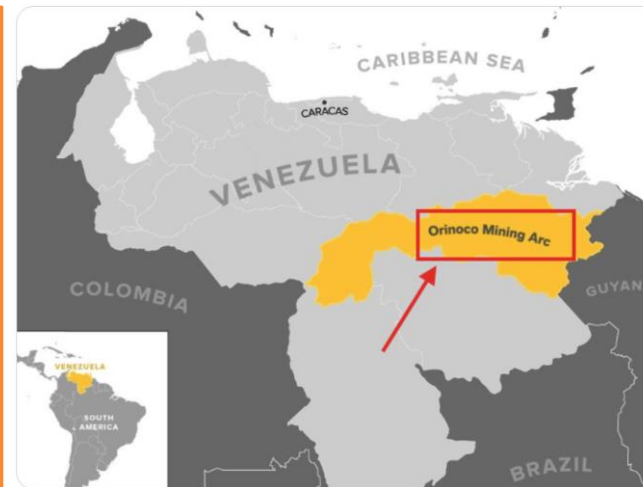 CARIBBEAN SEA
CARACAS
VENEZUELA
Orinoco Mining Arc
COLOMBIA
GUYAN
VENEZUELA
SOUTH
AMERICA
BRAZIL